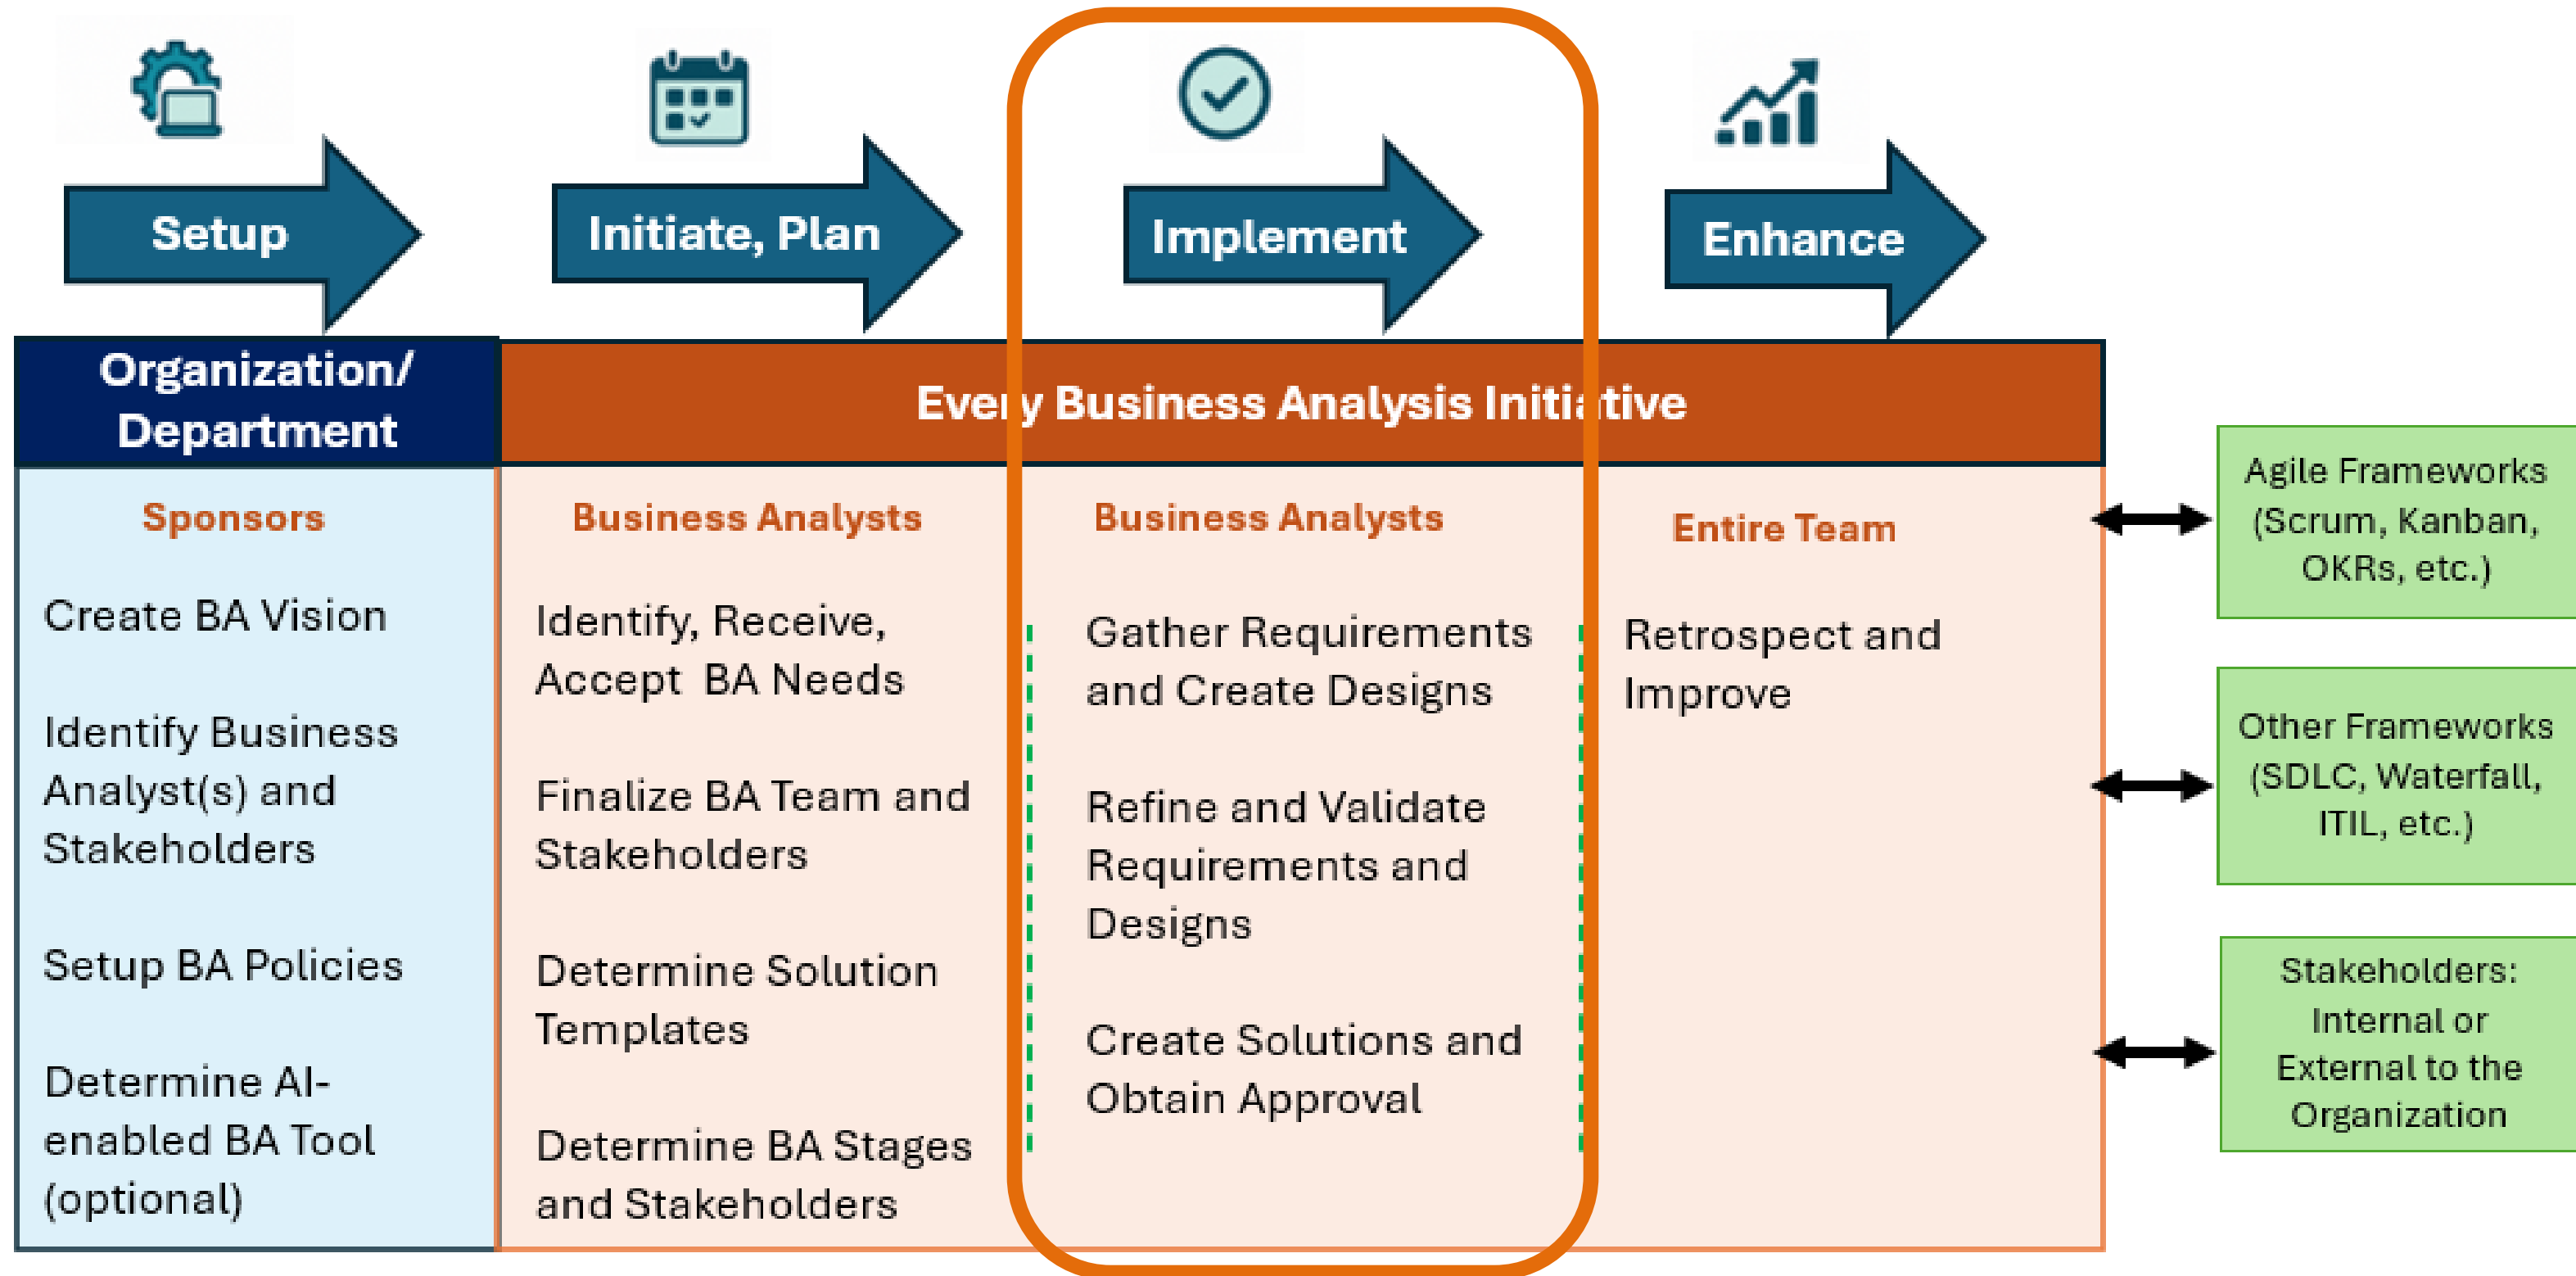 Setup
Initiate, Plan
Implement
Enhance
Organization/
Department
Every Business Analysis Initiative
Sponsors
Create BA Vision
Identify Business
Analyst(s) and
Stakeholders
Setup BA Policies
Determine AI-
enabled BA Tool
(optional)
Business Analysts
Identify, Receive,
Accept BA Needs
Finalize BA Team and
Stakeholders
Determine Solution
Templates
Determine BA Stages
and Stakeholders
Business Analysts
Gather Requirements
and Create Designs
Refine and Validate
Requirements and
Designs
Create Solutions and
Obtain Approval
Entire Team
Retrospect and
Improve
Agile Frameworks
(Scrum, Kanban,
OKRs, etc.)
Other Frameworks
(SDLC, Waterfall,
ITIL, etc.)
Stakeholders:
Internal or
External to the
Organization